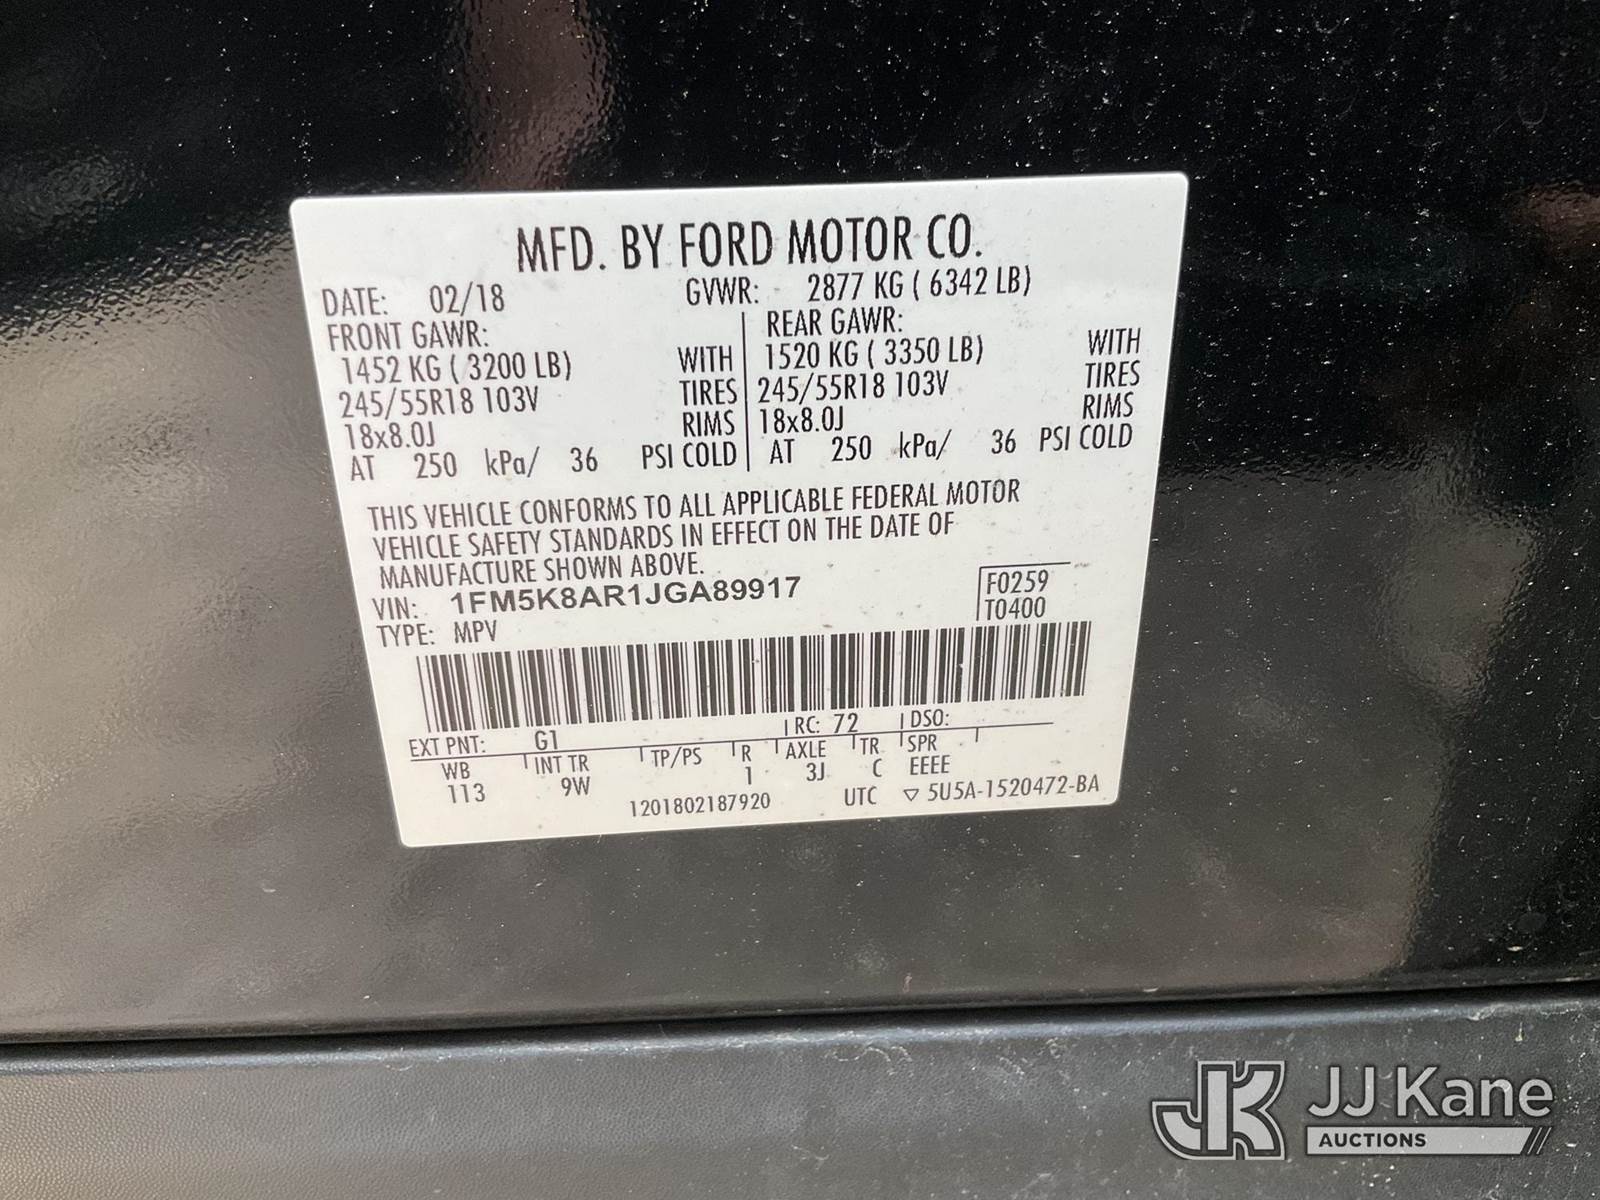 MFD. BY FORD MOTOR CO.
DATE: 02/18 GVWR: 2877 KG ( 6342 LB)
FRONT GAWR: REAR GAWR:
1452 KG ( 3200 LB) WITH 1520 KG ( 3350 LB) WITH
245/55R18 103V TIRES 245/55R18 103V TIRES
18x8.0J RIMS 18x8.0J RIMS
AT 250 kPa/ 36 PSI COLD AT 250 kPa/ 36 PSI COLD
THIS VEHICLE CONFORMS TO ALL APPLICABLE FEDERAL MOTOR
VEHICLE SAFETY STANDARDS IN EFFECT ON THE DATE OF
MANUFACTURE SHOWN ABOVE.
VIN: 1FM5K8AR1JGA89917 F0259
TYPE: MPV T0400
EXT PNT: G1 RC: 72 DSO:
WB INT TR TP/PS R AXLE TR SPR
113 9W 1 3J C EEEE
1201802187920 UTC ▽ 5U5A-1520472-BA
JK JJ Kane
AUCTIONS